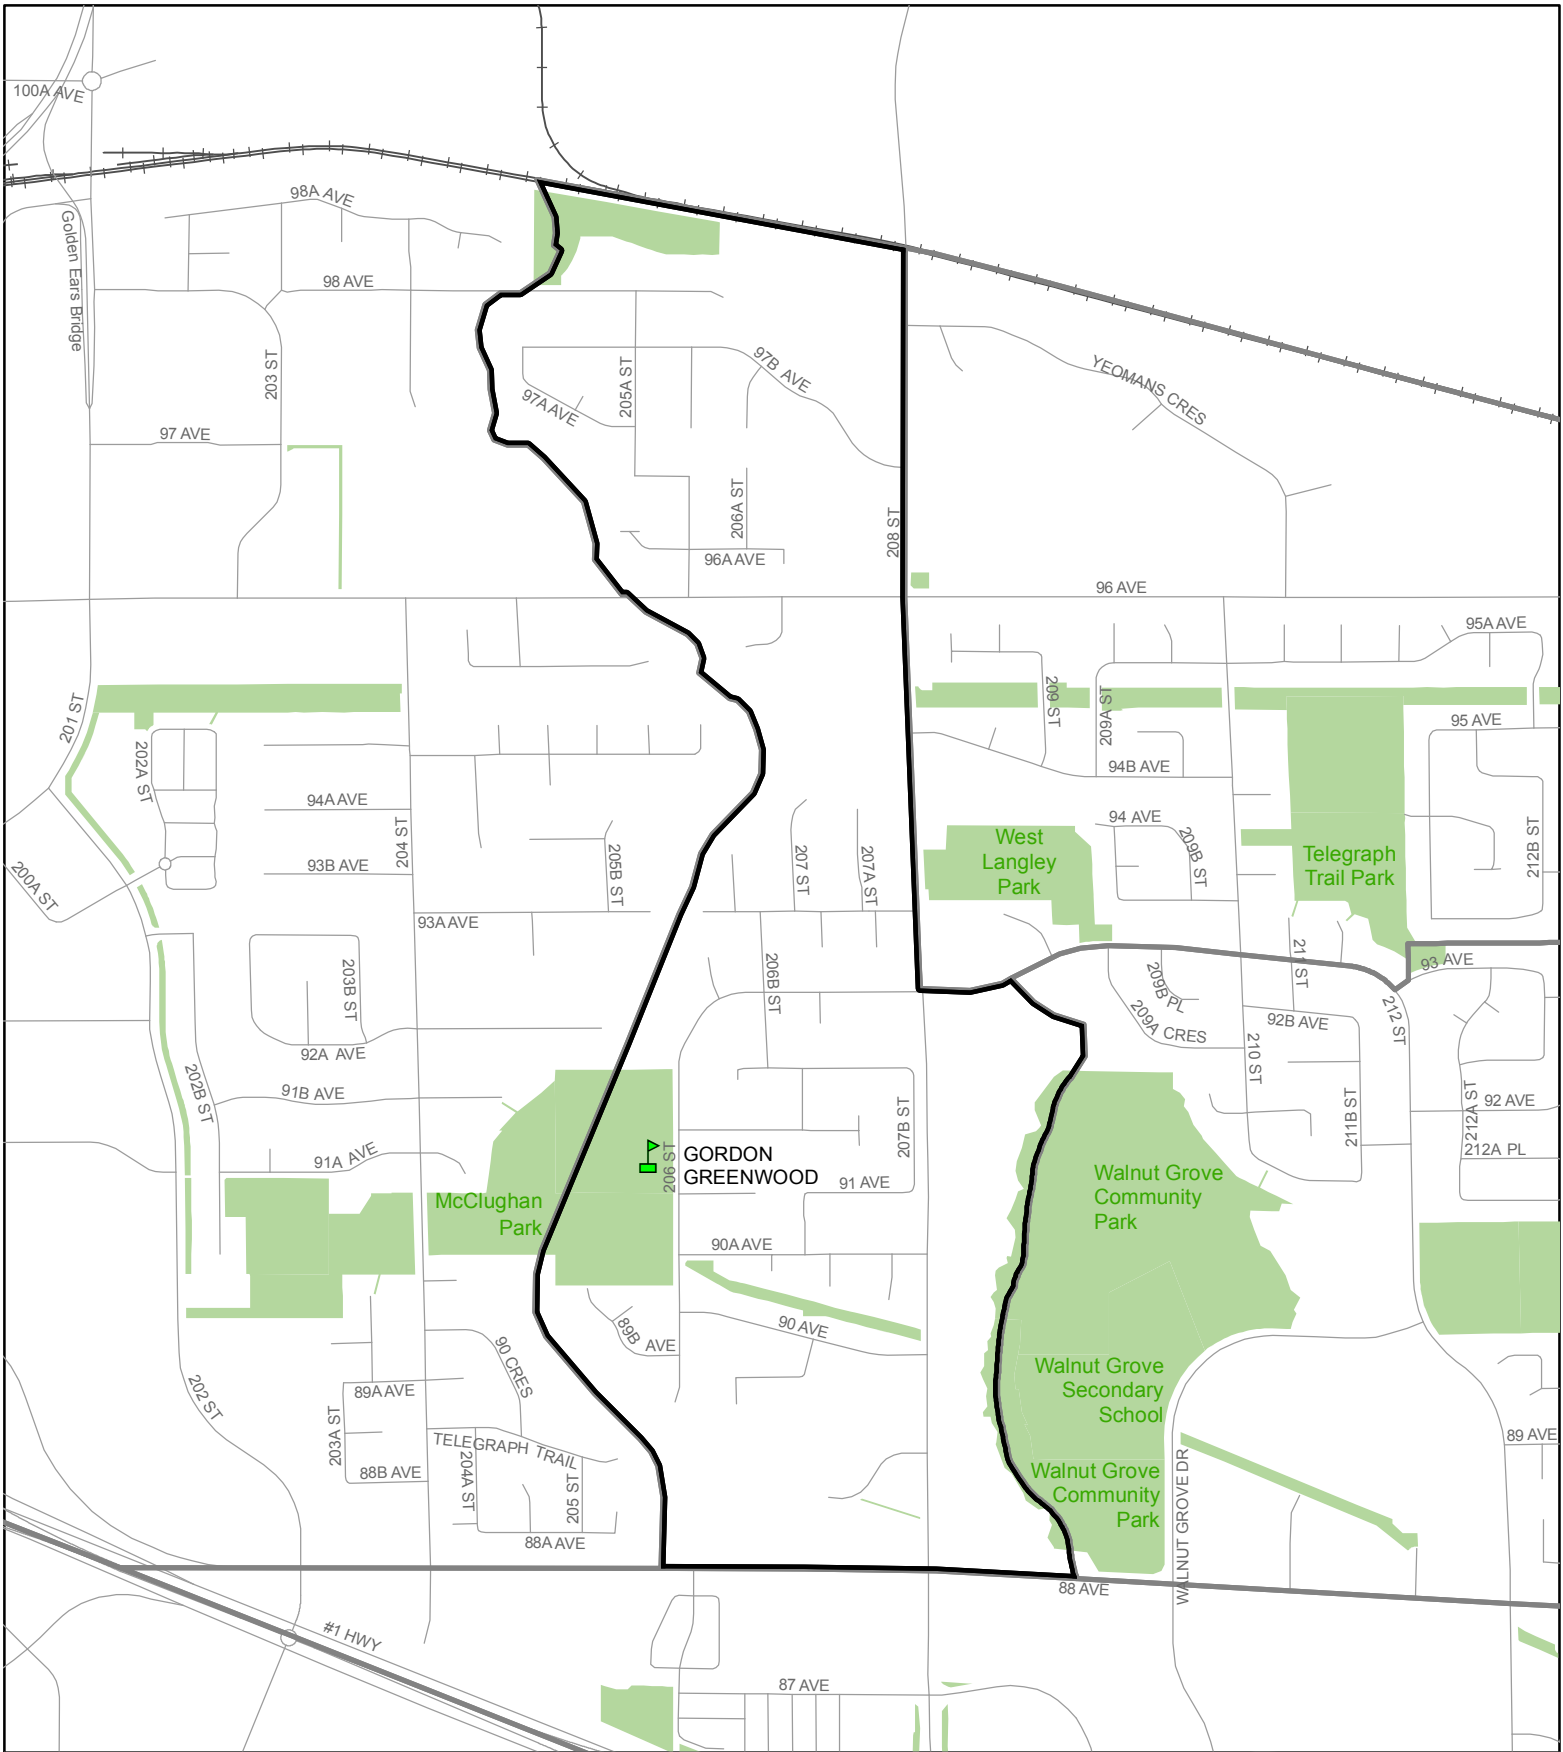 100A AVE
98A AVE
Golden Ears Bridge
98 AVE
203 ST
205A ST
97B AVE
97A AVE
YEOMANS CRES
97 AVE
206A ST
208 ST
96A AVE
96 AVE
95A AVE
201 ST
209 ST
209A ST
95 AVE
202A ST
94B AVE
94A AVE
94 AVE
204 ST
West
Langley
Park
209B ST
Telegraph
Trail Park
212B ST
200A ST
93B AVE
205B ST
207 ST
207A ST
93A AVE
203B ST
206B ST
211 ST
93 AVE
209B PL
209A CRES
92B AVE
212 ST
92A AVE
210 ST
202B ST
91B AVE
207B ST
211B ST
212A ST
92 AVE
91A AVE
206 ST
GORDON
GREENWOOD
212A PL
91 AVE
Walnut Grove
Community
Park
McClughan
Park
90A AVE
89B AVE
90 AVE
90 CRES
Walnut Grove
Secondary
School
202 ST
89A AVE
203A ST
TELEGRAPH TRAIL
89 AVE
88B AVE
204A ST
205 ST
Walnut Grove
Community
Park
WALNUT GROVE DR
88A AVE
88 AVE
#1 HWY
87 AVE